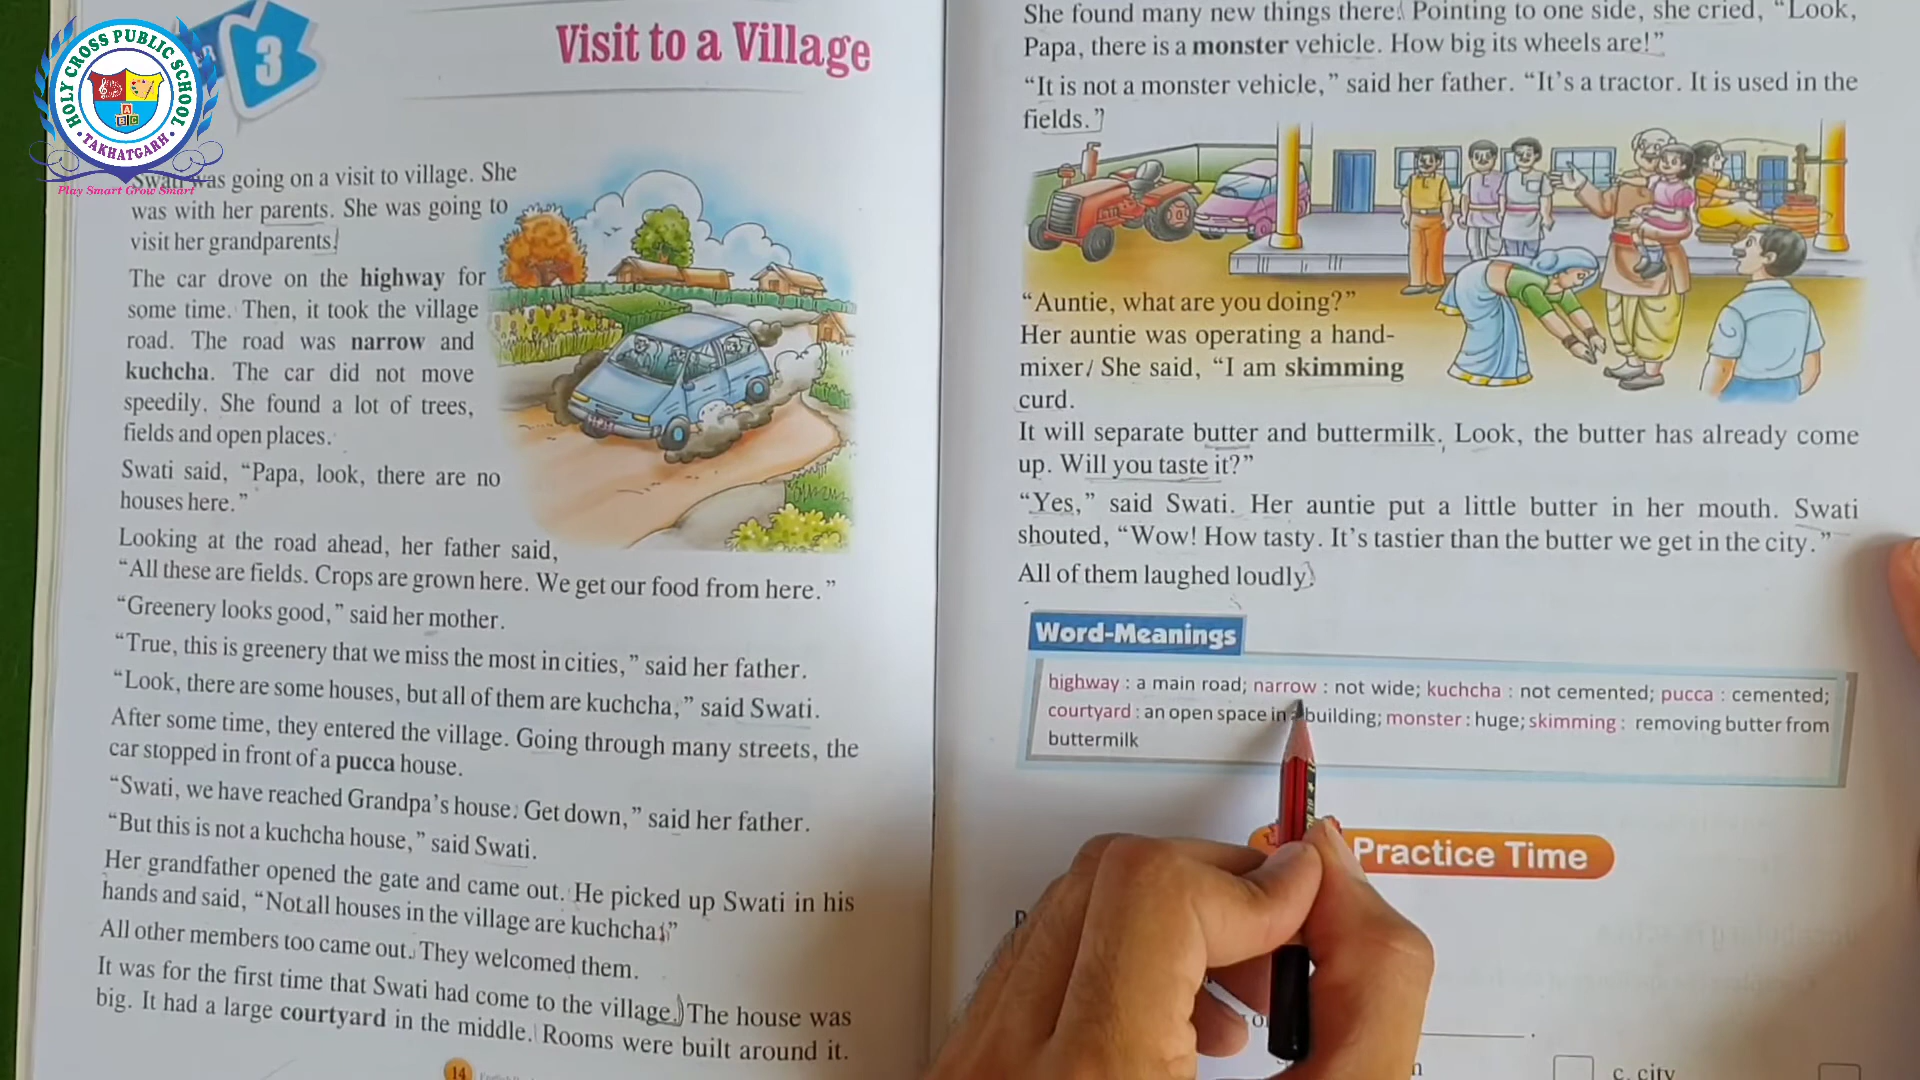 HOLY CROSS PUBLIC SCHOOL
TAKHATGARH
A
B C
Play Smart Grow Smart
3
Visit to a Village
Swati was going on a visit to village. She
was with her parents. She was going to
visit her grandparents.
The car drove on the highway for
some time. Then, it took the village
road. The road was narrow and
kuchcha. The car did not move
speedily. She found a lot of trees,
fields and open places.
Swati said, “Papa, look, there are no
houses here.”
Looking at the road ahead, her father said,
“All these are fields. Crops are grown here. We get our food from here.”
“Greenery looks good,” said her mother.
“True, this is greenery that we miss the most in cities,” said her father.
“Look, there are some houses, but all of them are kuchcha,” said Swati.
After some time, they entered the village. Going through many streets, the
car stopped in front of a pucca house.
“Swati, we have reached Grandpa’s house. Get down,” said her father.
“But this is not a kuchcha house,” said Swati.
Her grandfather opened the gate and came out. He picked up Swati in his
hands and said, “Not all houses in the village are kuchcha.”
All other members too came out. They welcomed them.
It was for the first time that Swati had come to the village. The house was
big. It had a large courtyard in the middle. Rooms were built around it.
14
She found many new things there. Pointing to one side, she cried, “Look,
Papa, there is a monster vehicle. How big its wheels are!”
“It is not a monster vehicle,” said her father. “It’s a tractor. It is used in the
fields.”
“Auntie, what are you doing?”
Her auntie was operating a hand-
mixer. She said, “I am skimming
curd.
It will separate butter and buttermilk. Look, the butter has already come
up. Will you taste it?”
“Yes,” said Swati. Her auntie put a little butter in her mouth. Swati
shouted, “Wow! How tasty. It’s tastier than the butter we get in the city.”
All of them laughed loudly.
Word-Meanings
highway : a main road; narrow : not wide; kuchcha : not cemented; pucca : cemented;
courtyard : an open space in a building; monster : huge; skimming : removing butter from
buttermilk
Practice Time
c. city